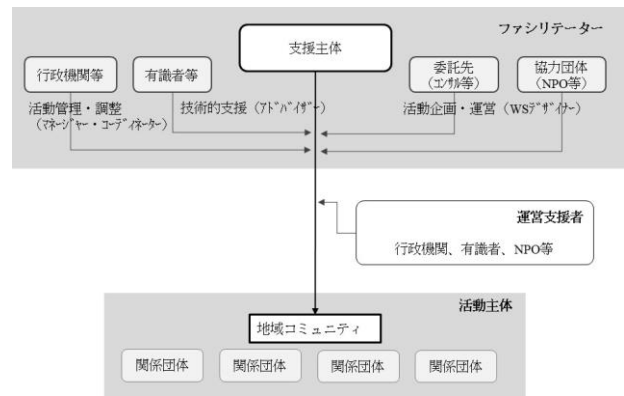 ファシリテーター
支援主体
行政機関等
有識者等
委託先
(ｺﾝｻﾙ等)
協力団体
(NPO等)
活動管理・調整
(ﾏﾈｰｼﾞｬｰ・ｺｰﾃﾞｨﾈｰﾀｰ)
技術的支援（ｱﾄﾞﾊﾞｲｻﾞｰ）
活動企画・運営（WSﾃﾞｻﾞｲﾅｰ）
運営支援者
行政機関、有識者、NPO等
活動主体
地域コミュニティ
関係団体
関係団体
関係団体
関係団体